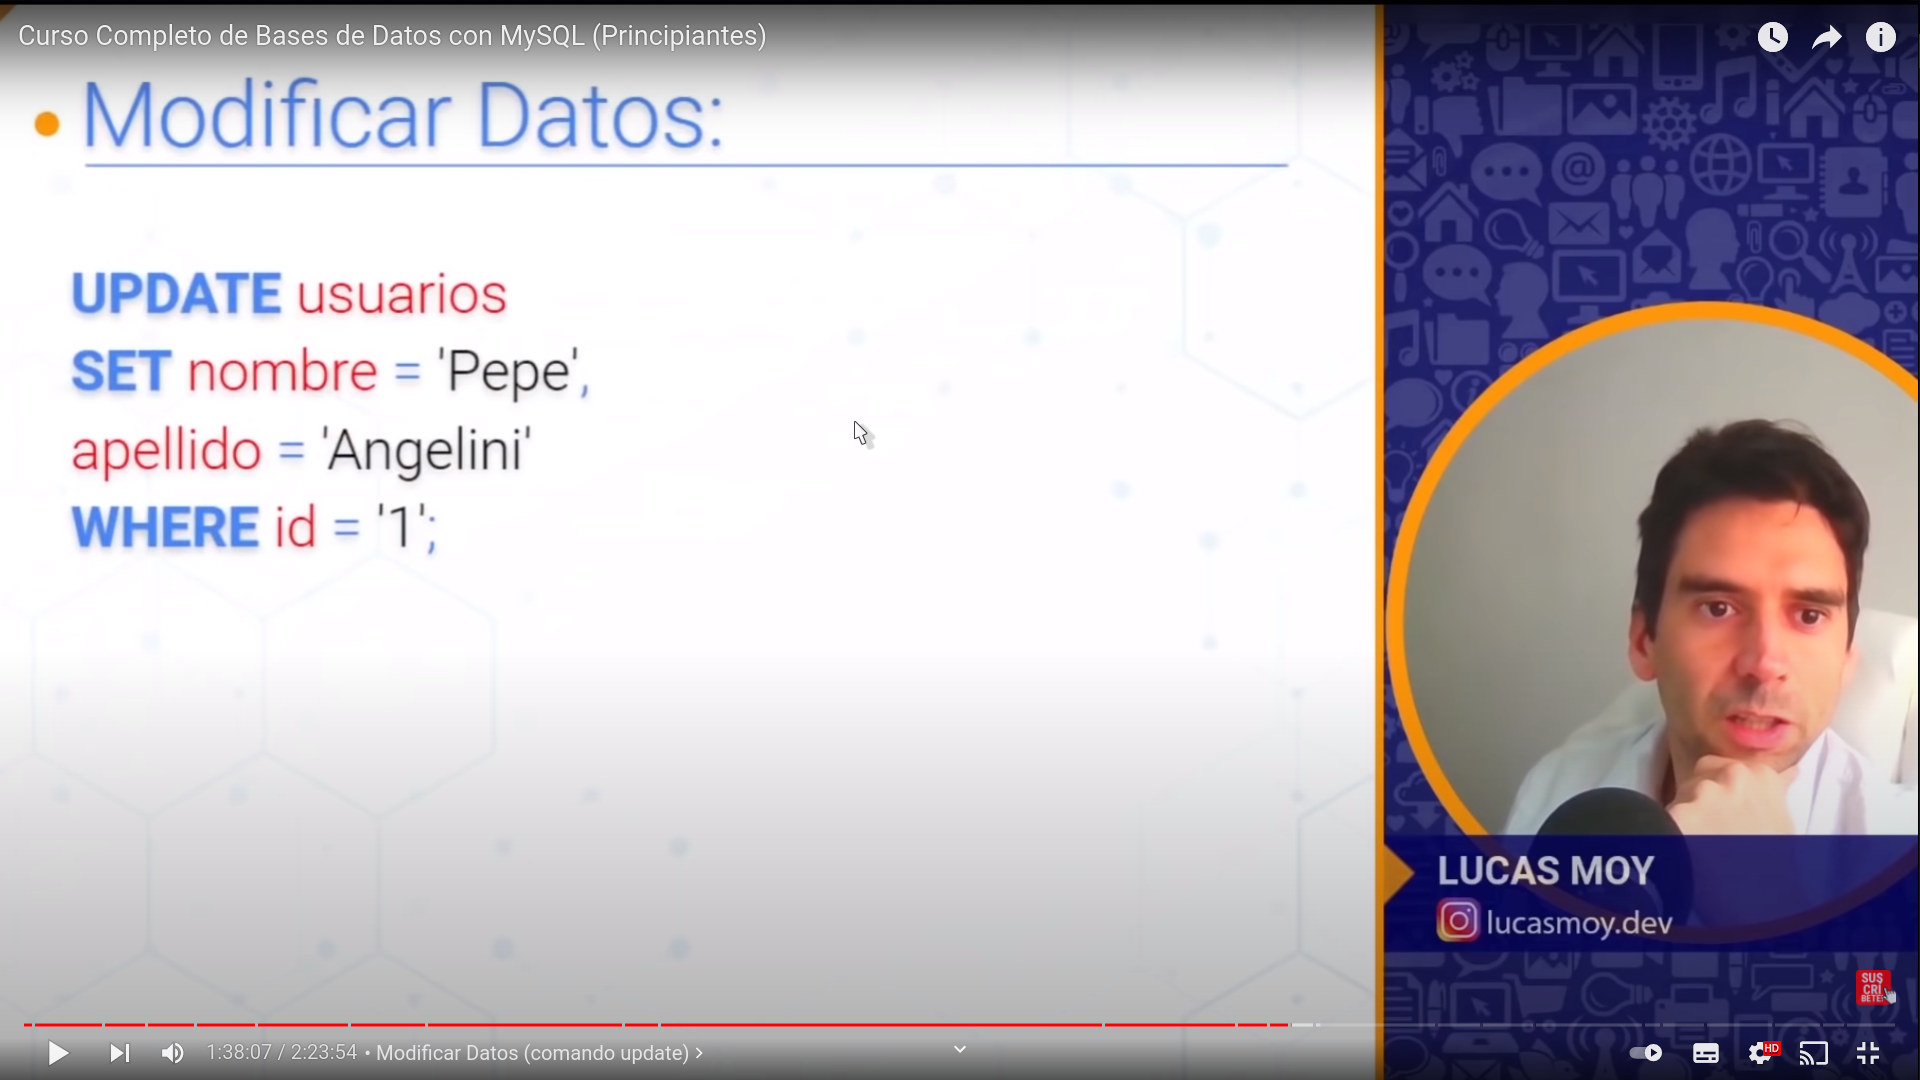 Curso Completo de Bases de Datos con MySQL (Principiantes)
Modificar Datos:
UPDATE usuarios
SET nombre = 'Pepe',
apellido = 'Angelini'
WHERE id = '1';
LUCAS MOY
lucasmoy.dev
SUS
CRÍ
BETE
1:38:07 / 2:23:54 • Modificar Datos (comando update) >
HD